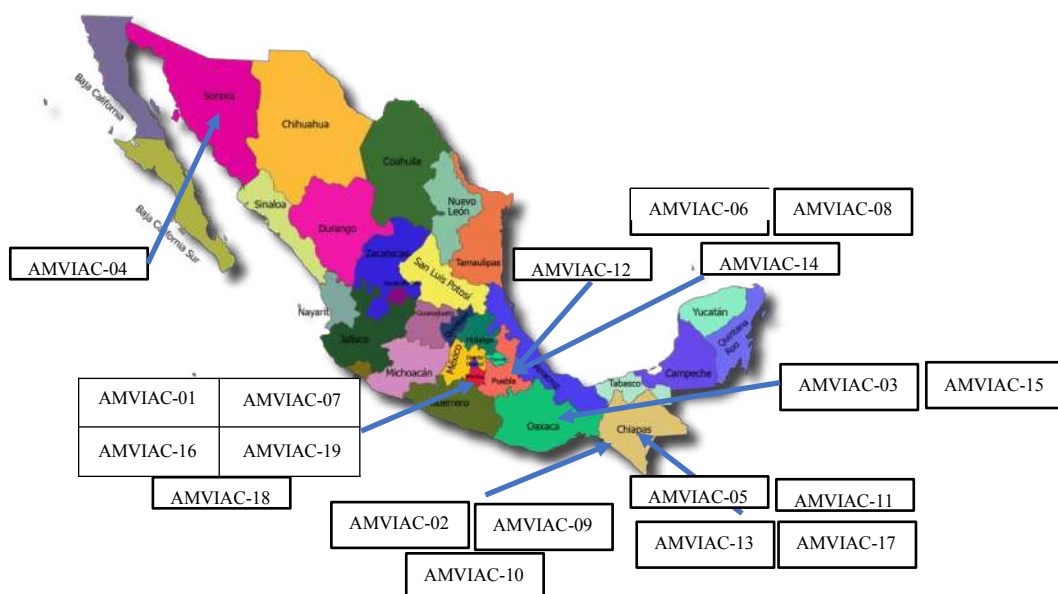 Baja California
Sonora
Chihuahua
Coahuila
Baja California Sur
Sinaloa
Durango
Nuevo
León
Zacatecas
Tamaulipas
San Luis Potosí
Nayarit
Jalisco
Guanajuato
Hidalgo
Michoacán
México
Puebla
Veracruz
Guerrero
Oaxaca
Tabasco
Chiapas
Campeche
Yucatán
Quintana
Roo
AMVIAC-04
AMVIAC-06 AMVIAC-08
AMVIAC-12 AMVIAC-14
AMVIAC-03 AMVIAC-15
AMVIAC-01 AMVIAC-07
AMVIAC-16 AMVIAC-19
AMVIAC-18
AMVIAC-05 AMVIAC-11
AMVIAC-02 AMVIAC-09
AMVIAC-13 AMVIAC-17
AMVIAC-10